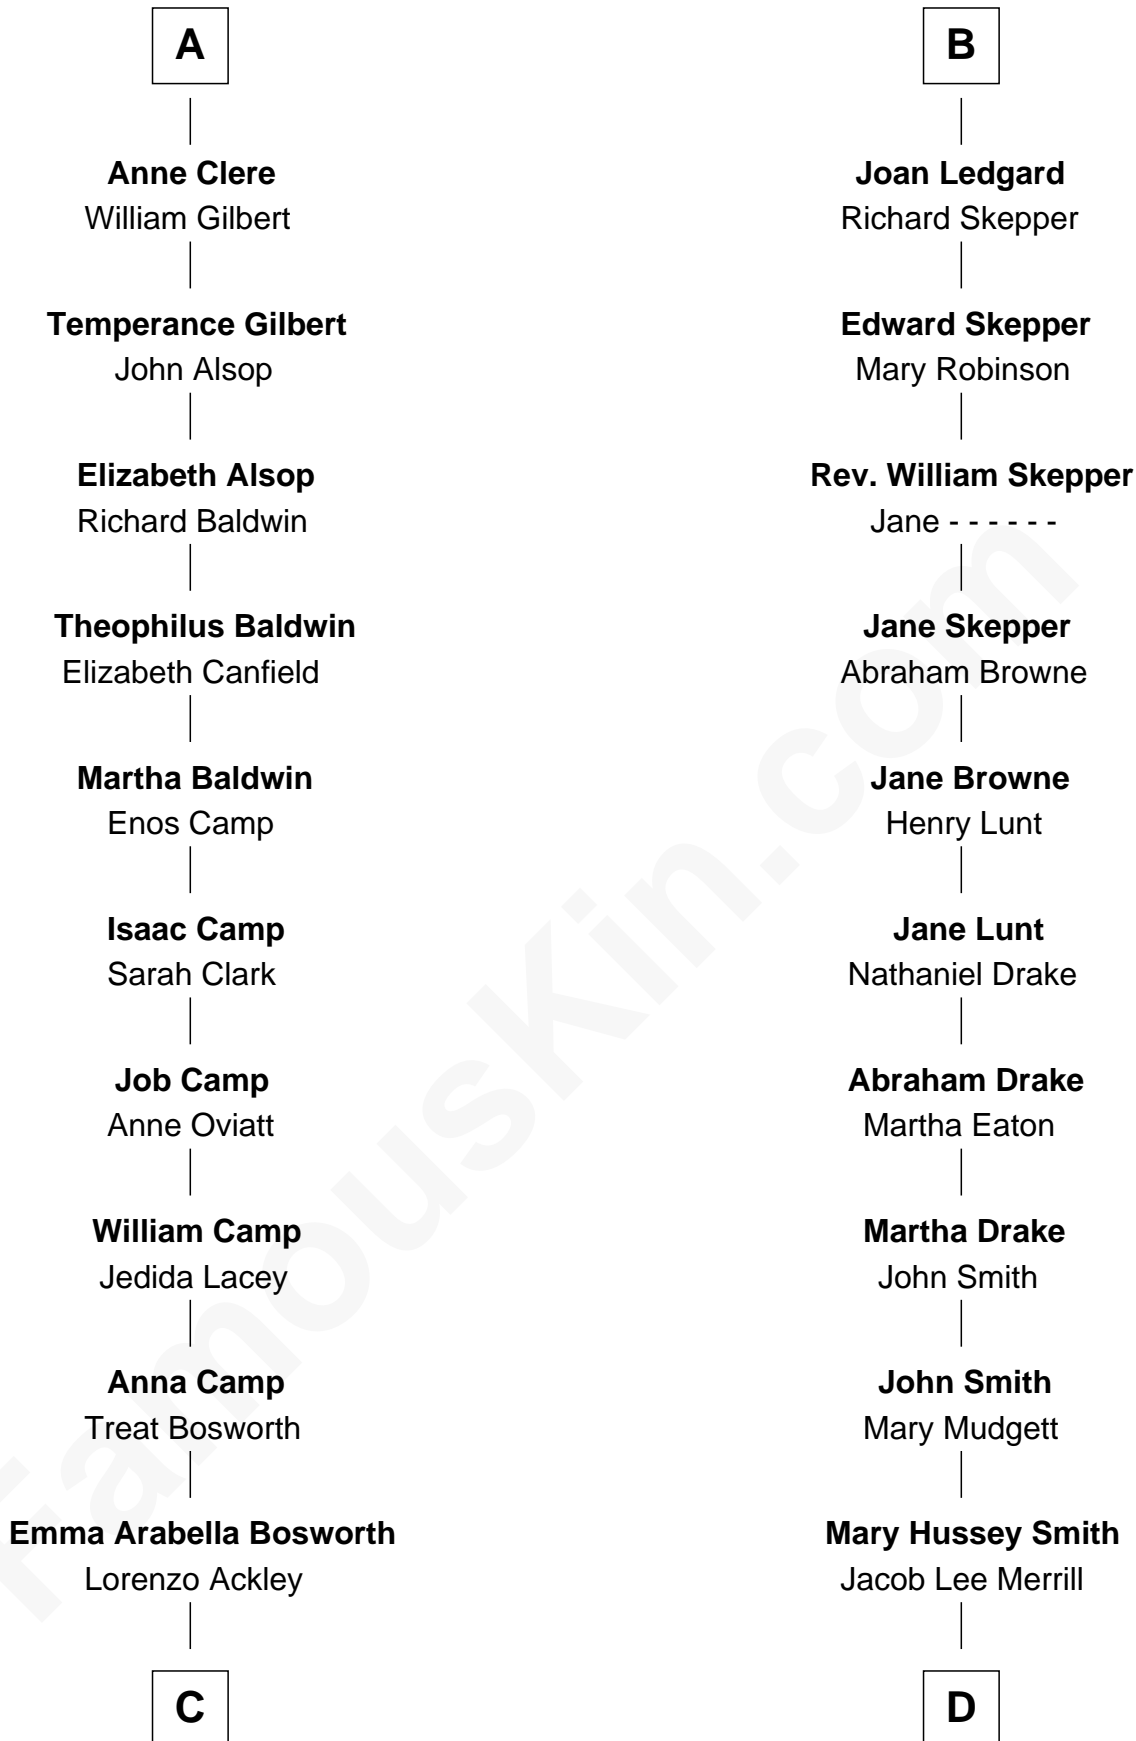 A
Anne Clere
William Gilbert
Temperance Gilbert
John Alsop
Elizabeth Alsop
Richard Baldwin
Theophilus Baldwin
Elizabeth Canfield
Martha Baldwin
Enos Camp
Isaac Camp
Sarah Clark
Job Camp
Anne Oviatt
William Camp
Jedida Lacey
Anna Camp
Treat Bosworth
Emma Arabella Bosworth
Lorenzo Ackley
C
B
Joan Ledgard
Richard Skepper
Edward Skepper
Mary Robinson
Rev. William Skepper
Jane - - - - - -
Jane Skepper
Abraham Browne
Jane Browne
Henry Lunt
Jane Lunt
Nathaniel Drake
Abraham Drake
Martha Eaton
Martha Drake
John Smith
John Smith
Mary Mudgett
Mary Hussey Smith
Jacob Lee Merrill
D
FamousKin.com